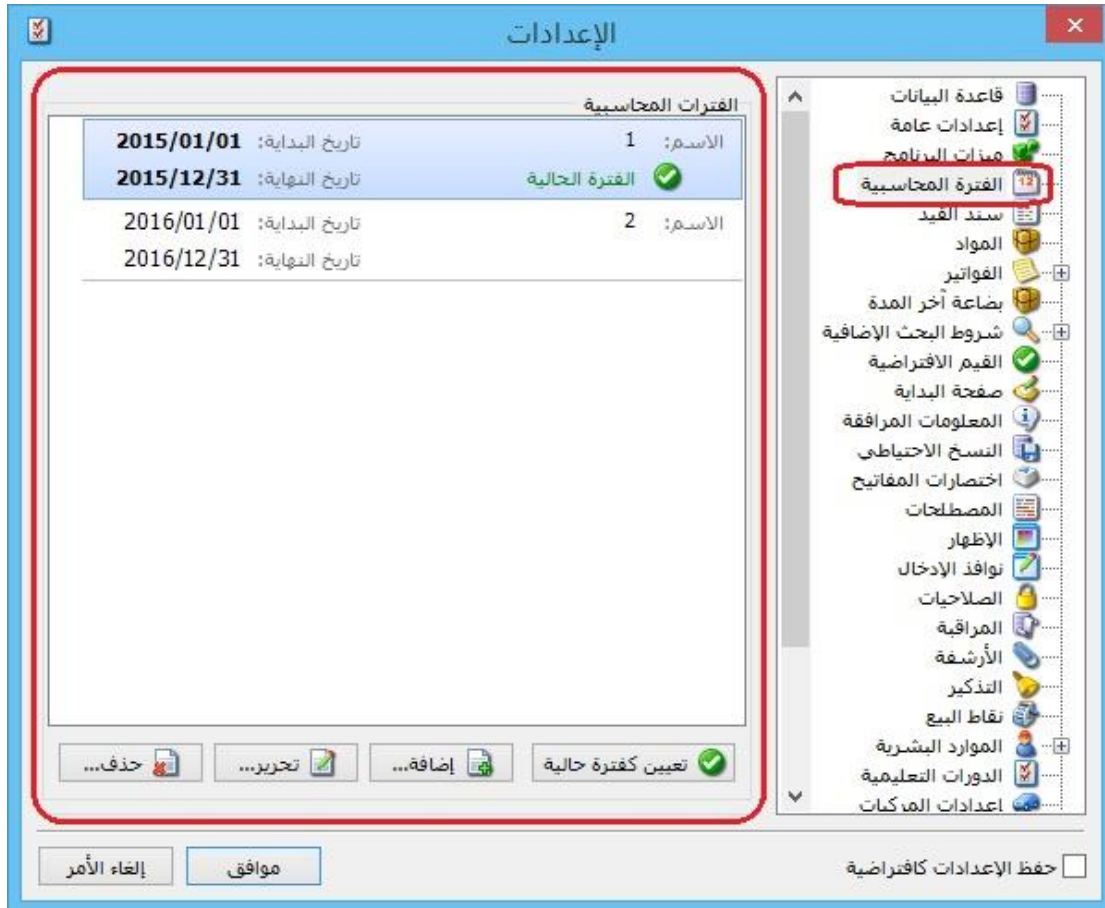 الإعدادات
قاعدة البيانات
إعدادات عامة
ميزات البرنامج
الفترة المحاسبية
سند القيد
المواد
الفواتير
بضاعة آخر المدة
شروط البحث الإضافية
القيم الافتراضية
صفحة البداية
المعلومات المرافقة
النسخ الاحتياطي
اختصارات المفاتيح
المصطلحات
الإظهار
نوافذ الإدخال
الصلاحيات
المراقبة
الأرشفة
التذكير
نقاط البيع
الموارد البشرية
الدورات التعليمية
إعدادات المركبات
الفترات المحاسبية
الاسم: 1 تاريخ البداية: 2015/01/01
الفترة الحالية تاريخ النهاية: 2015/12/31
الاسم: 2 تاريخ البداية: 2016/01/01
تاريخ النهاية: 2016/12/31
تعيين كفترة حالية إضافة... تحرير... حذف...
حفظ الإعدادات كافتراضية موافق إلغاء الأمر